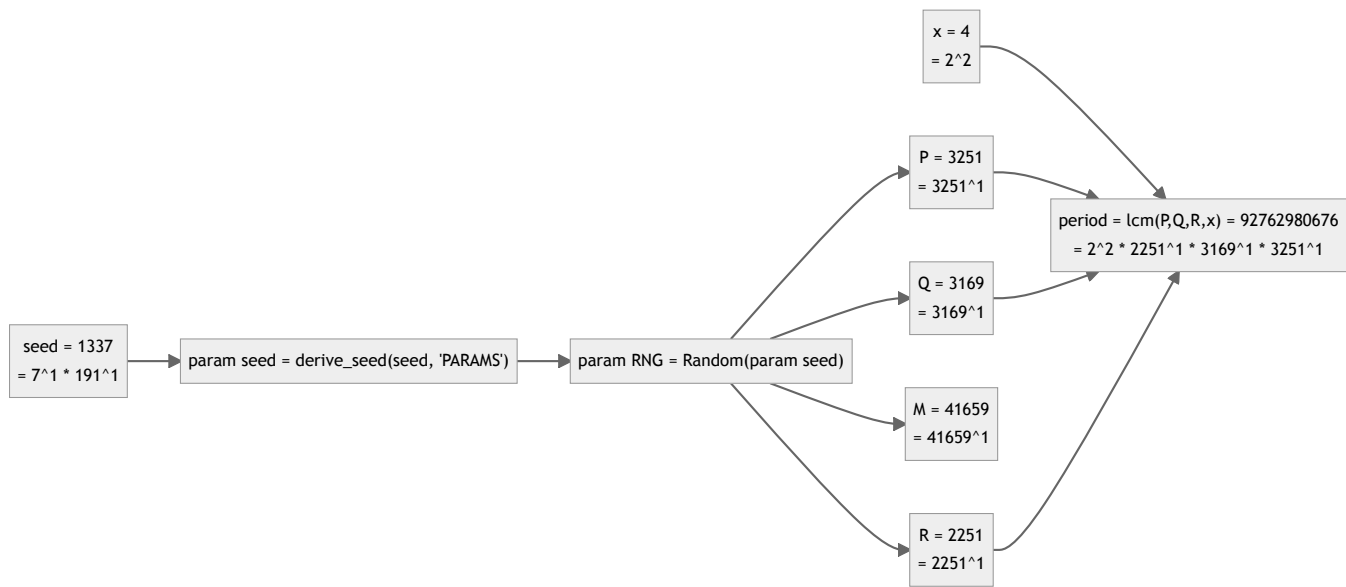 seed = 1337
= 7^1 * 191^1
param seed = derive_seed(seed, 'PARAMS')
param RNG = Random(param seed)
x = 4
= 2^2
P = 3251
= 3251^1
Q = 3169
= 3169^1
M = 41659
= 41659^1
R = 2251
= 2251^1
period = lcm(P,Q,R,x) = 92762980676
= 2^2 * 2251^1 * 3169^1 * 3251^1